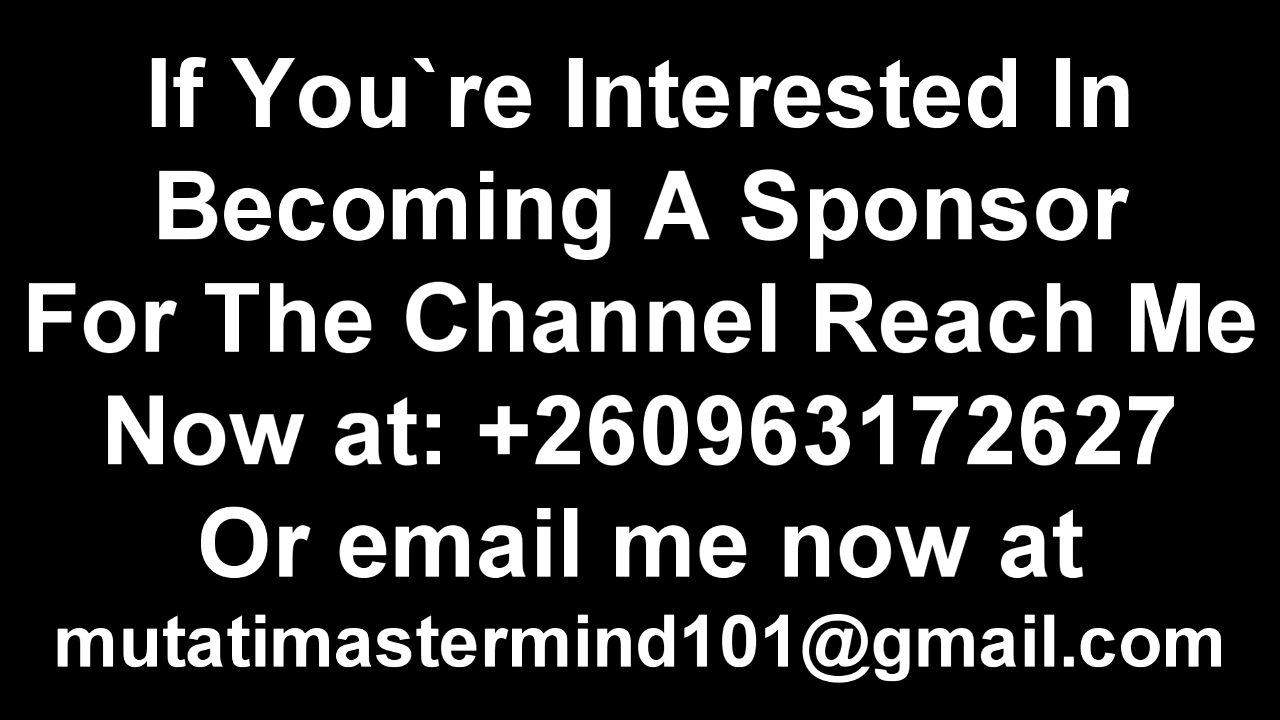 If You`re Interested In
Becoming A Sponsor
For The Channel Reach Me
Now at: +260963172627
Or email me now at
mutatimastermind101@gmail.com